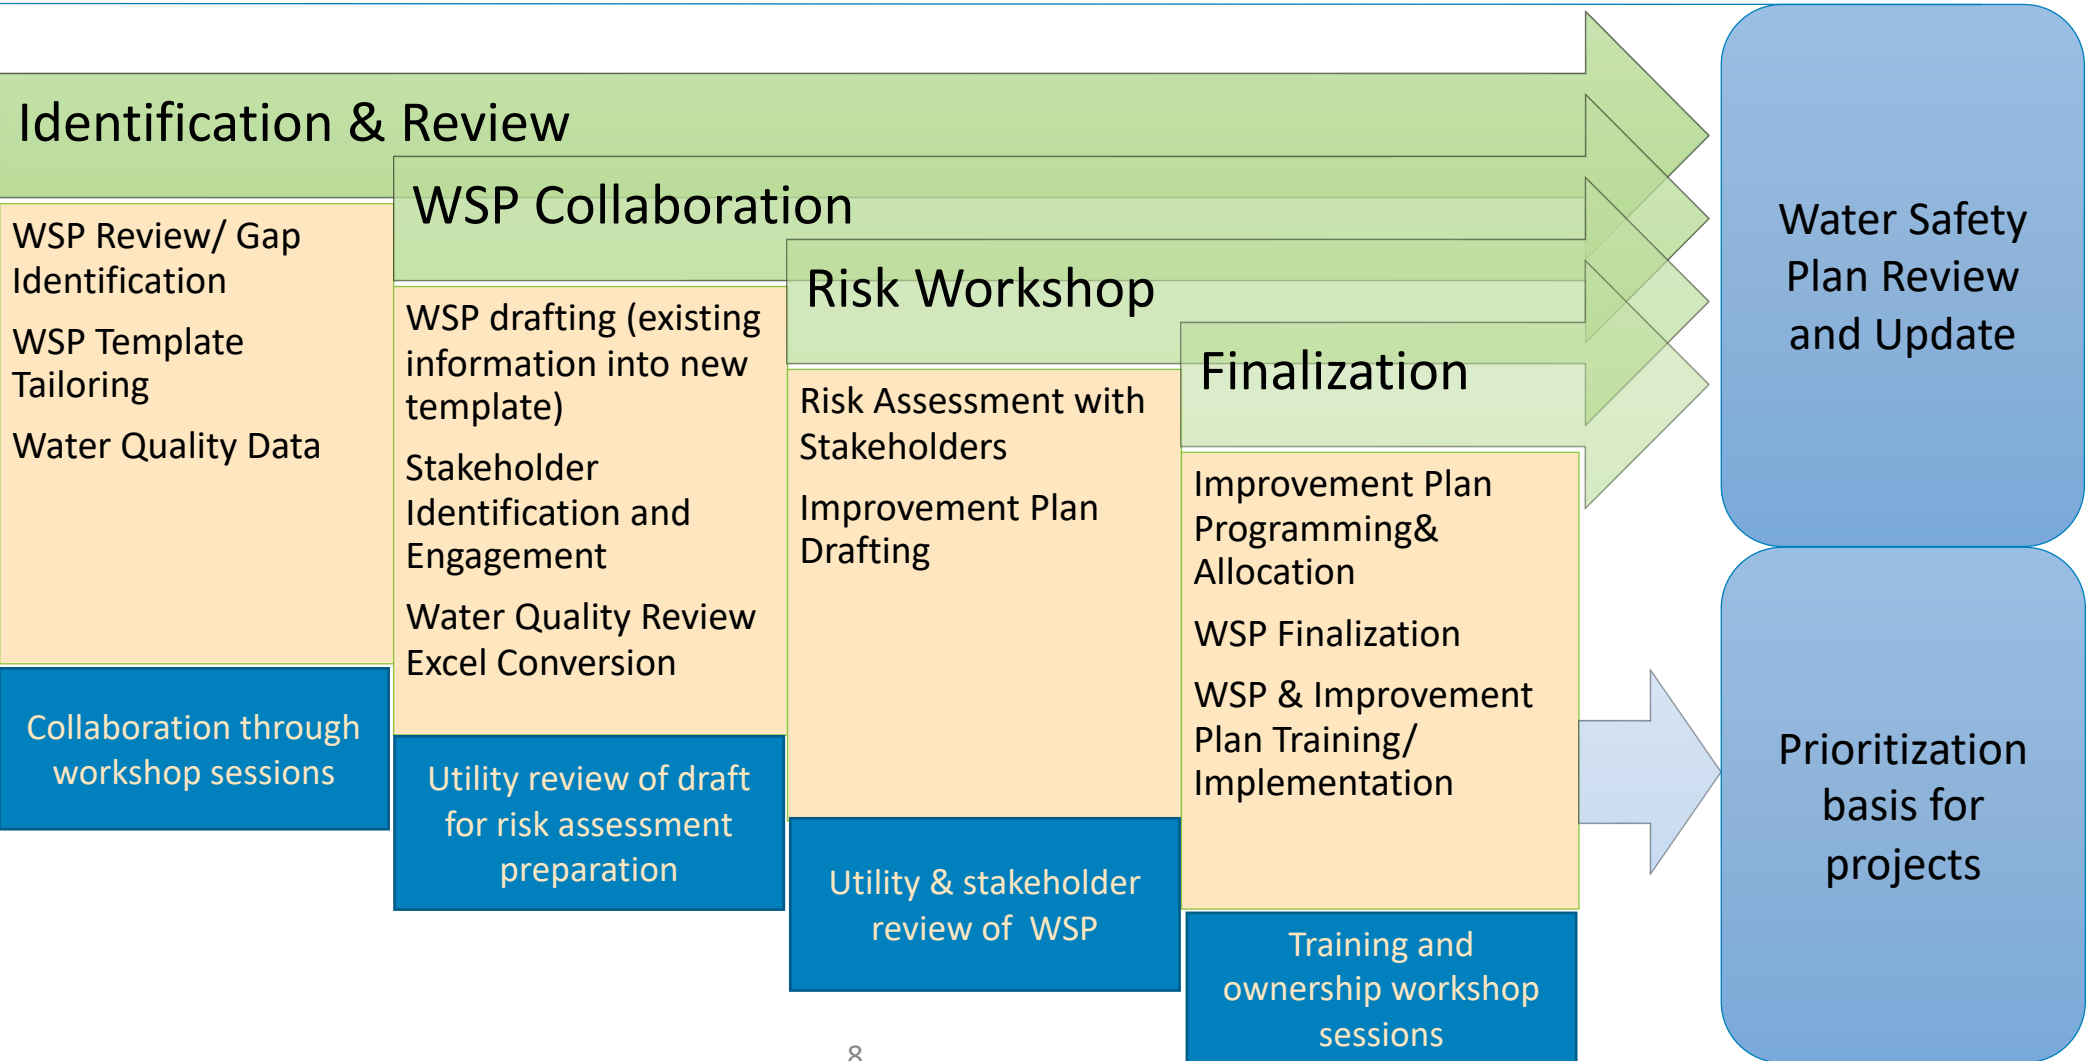 Identification & Review
WSP Review/ Gap
Identification
WSP Template
Tailoring
Water Quality Data
Collaboration through
workshop sessions
WSP Collaboration
WSP drafting (existing
information into new
template)
Stakeholder
Identification and
Engagement
Water Quality Review
Excel Conversion
Utility review of draft
for risk assessment
preparation
Risk Workshop
Risk Assessment with
Stakeholders
Improvement Plan
Drafting
Utility & stakeholder
review of WSP
Finalization
Improvement Plan
Programming&
Allocation
WSP Finalization
WSP & Improvement
Plan Training/
Implementation
Training and
ownership workshop
sessions
Water Safety
Plan Review
and Update
Prioritization
basis for
projects
8